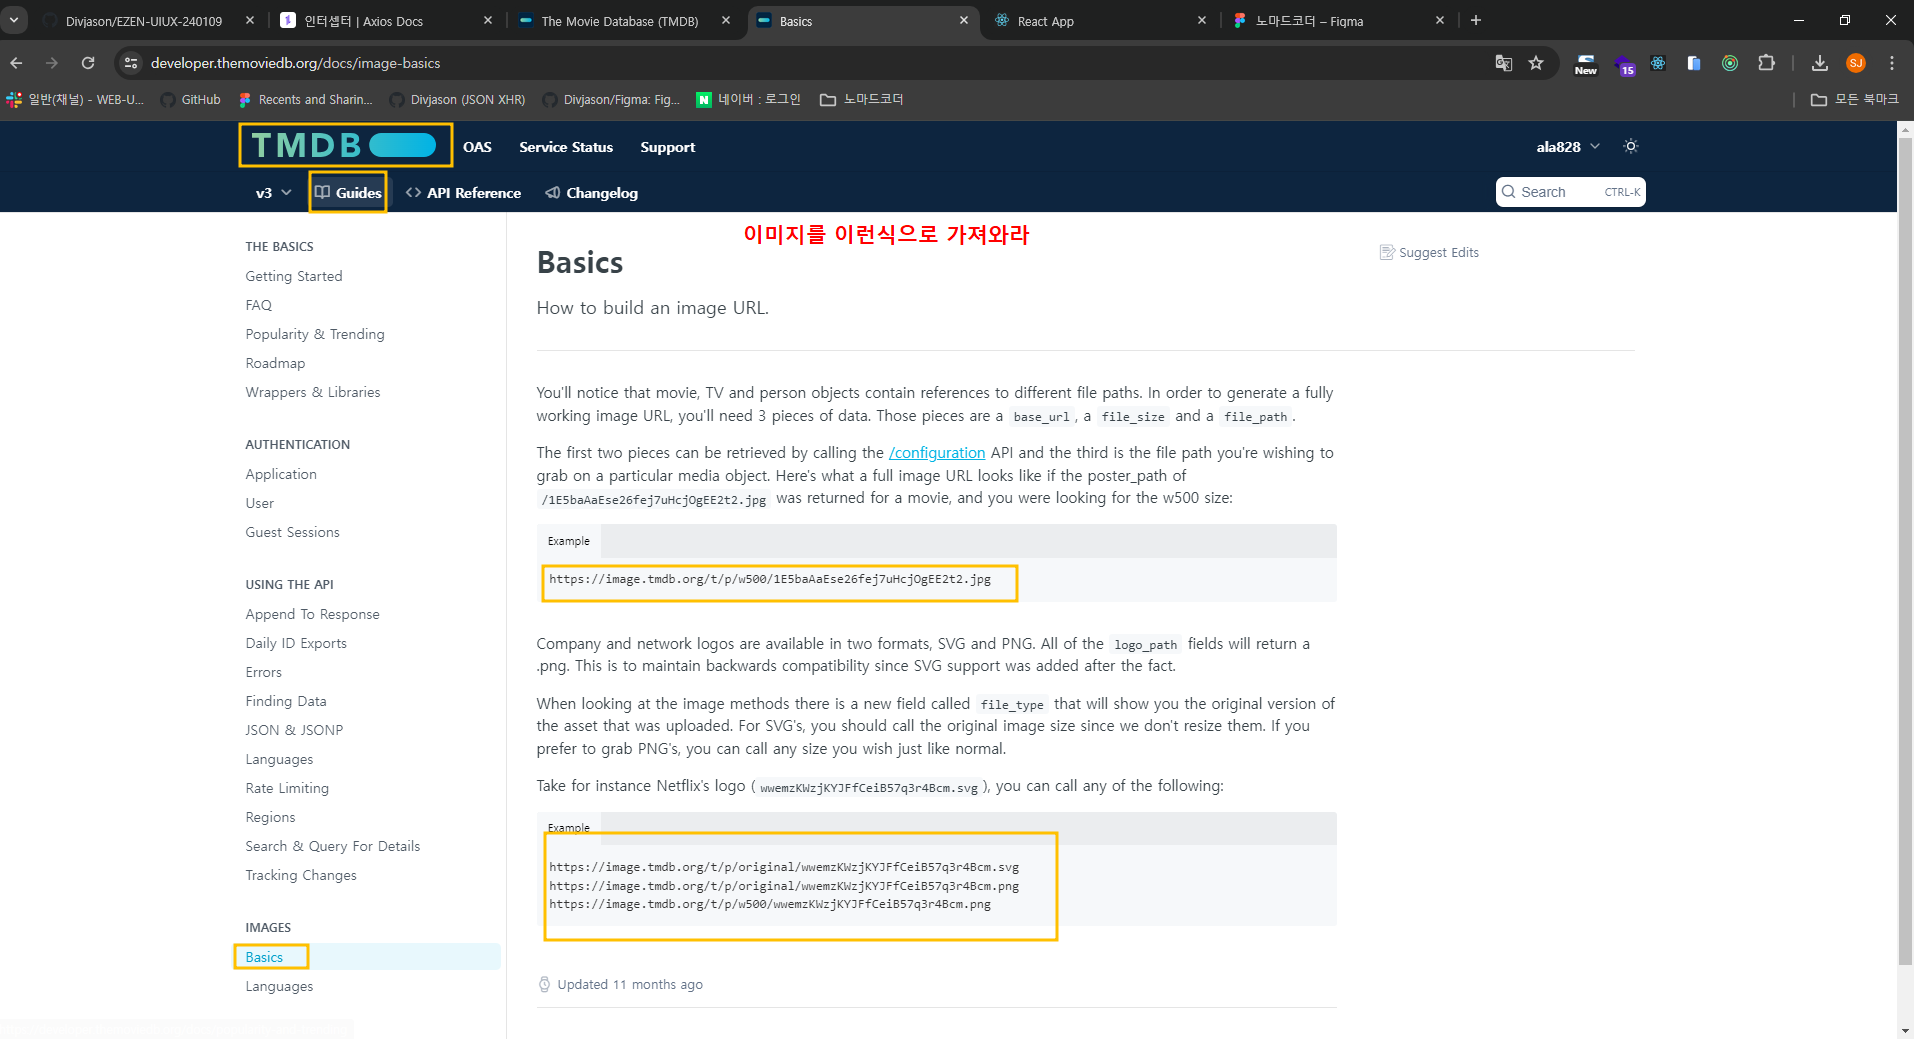 Divjason/EZEN-UIUX-240109
인터셉터 | Axios Docs
The Movie Database (TMDB)
Basics
React App
노마드코더 – Figma
developer.themoviedb.org/docs/image-basics
New
15
SJ
일반(채널) - WEB-U...
GitHub
Recents and Sharin...
Divjason (JSON XHR)
Divjason/Figma: Fig...
N
네이버 : 로그인
노마드코더
모든 북마크
TMDB
OAS
Service Status
Support
ala828
v3
Guides
API Reference
Changelog
Search
CTRL-K
THE BASICS
Getting Started
FAQ
Popularity & Trending
Roadmap
Wrappers & Libraries
AUTHENTICATION
Application
User
Guest Sessions
USING THE API
Append To Response
Daily ID Exports
Errors
Finding Data
JSON & JSONP
Languages
Rate Limiting
Regions
Search & Query For Details
Tracking Changes
IMAGES
Basics
Languages
이미지를 이런식으로 가져와라
Basics
Suggest Edits
How to build an image URL.
You'll notice that movie, TV and person objects contain references to different file paths. In order to generate a fully
working image URL, you'll need 3 pieces of data. Those pieces are a base_url, a file_size and a file_path.
The first two pieces can be retrieved by calling the /configuration API and the third is the file path you're wishing to
grab on a particular media object. Here's what a full image URL looks like if the poster_path of
/1E5baAaEse26fej7uHcjOgEE2t2.jpg was returned for a movie, and you were looking for the w500 size:
Example
https://image.tmdb.org/t/p/w500/1E5baAaEse26fej7uHcjOgEE2t2.jpg
Company and network logos are available in two formats, SVG and PNG. All of the logo_path fields will return a
.png. This is to maintain backwards compatibility since SVG support was added after the fact.
When looking at the image methods there is a new field called file_type that will show you the original version of
the asset that was uploaded. For SVG's, you should call the original image size since we don't resize them. If you
prefer to grab PNG's, you can call any size you wish just like normal.
Take for instance Netflix's logo (wwemzKWzjKYJFfCeiB57q3r4Bcm.svg), you can call any of the following:
Example
https://image.tmdb.org/t/p/original/wwemzKWzjKYJFfCeiB57q3r4Bcm.svg
https://image.tmdb.org/t/p/original/wwemzKWzjKYJFfCeiB57q3r4Bcm.png
https://image.tmdb.org/t/p/w500/wwemzKWzjKYJFfCeiB57q3r4Bcm.png
Updated 11 months ago